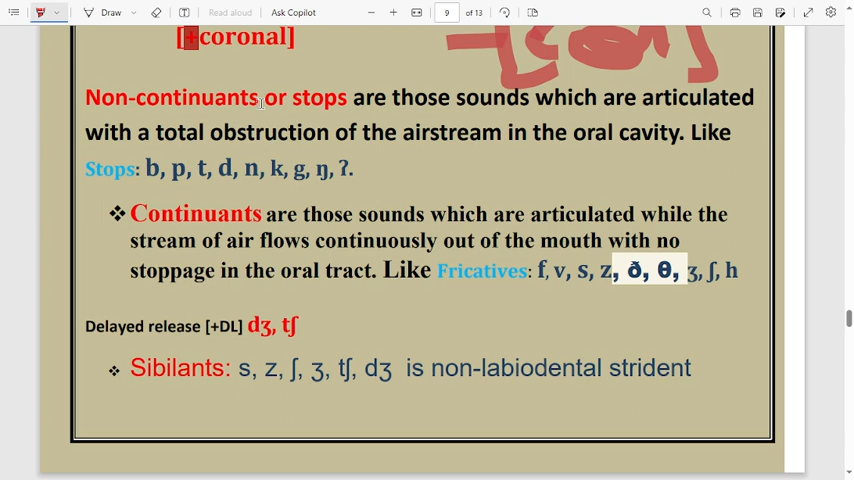 Draw
Read aloud
Ask Copilot
9 of 13
[+coronal]
Non-continuants or stops are those sounds which are articulated
with a total obstruction of the airstream in the oral cavity. Like
Stops: b, p, t, d, n, k, g, ŋ, ʔ.
❖ Continuants are those sounds which are articulated while the
stream of air flows continuously out of the mouth with no
stoppage in the oral tract. Like Fricatives: f, v, s, z, ð, θ, ʒ, ʃ, h
Delayed release [+DL] dʒ, tʃ
❖ Sibilants: s, z, ʃ, ʒ, tʃ, dʒ is non-labiodental strident